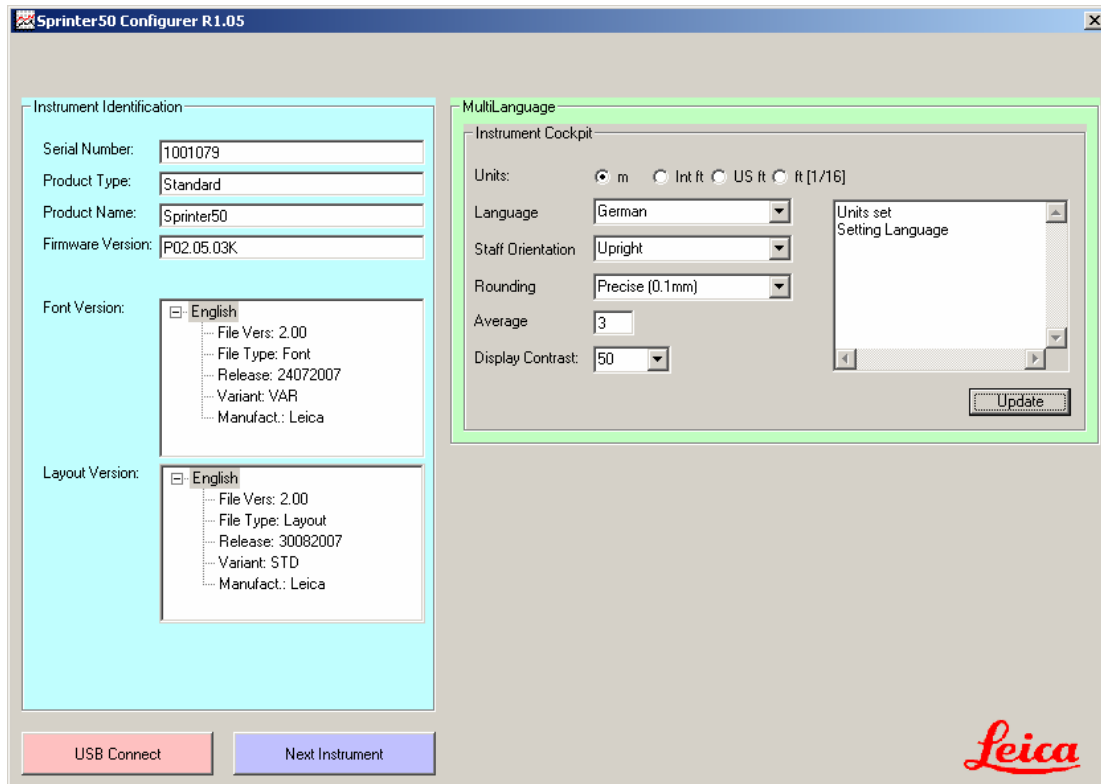 Sprinter50 Configurer R1.05
Instrument Identification
Serial Number: 1001079
Product Type: Standard
Product Name: Sprinter50
Firmware Version: P02.05.03K
Font Version:
English
File Vers: 2.00
File Type: Font
Release: 24072007
Variant: VAR
Manufact.: Leica
Layout Version:
English
File Vers: 2.00
File Type: Layout
Release: 30082007
Variant: STD
Manufact.: Leica
USB Connect
Next Instrument
MultiLanguage
Instrument Cockpit
Units: m Int ft US ft ft [1/16]
Language German
Staff Orientation Upright
Rounding Precise (0.1mm)
Average 3
Display Contrast: 50
Units set
Setting Language
Update
Leica